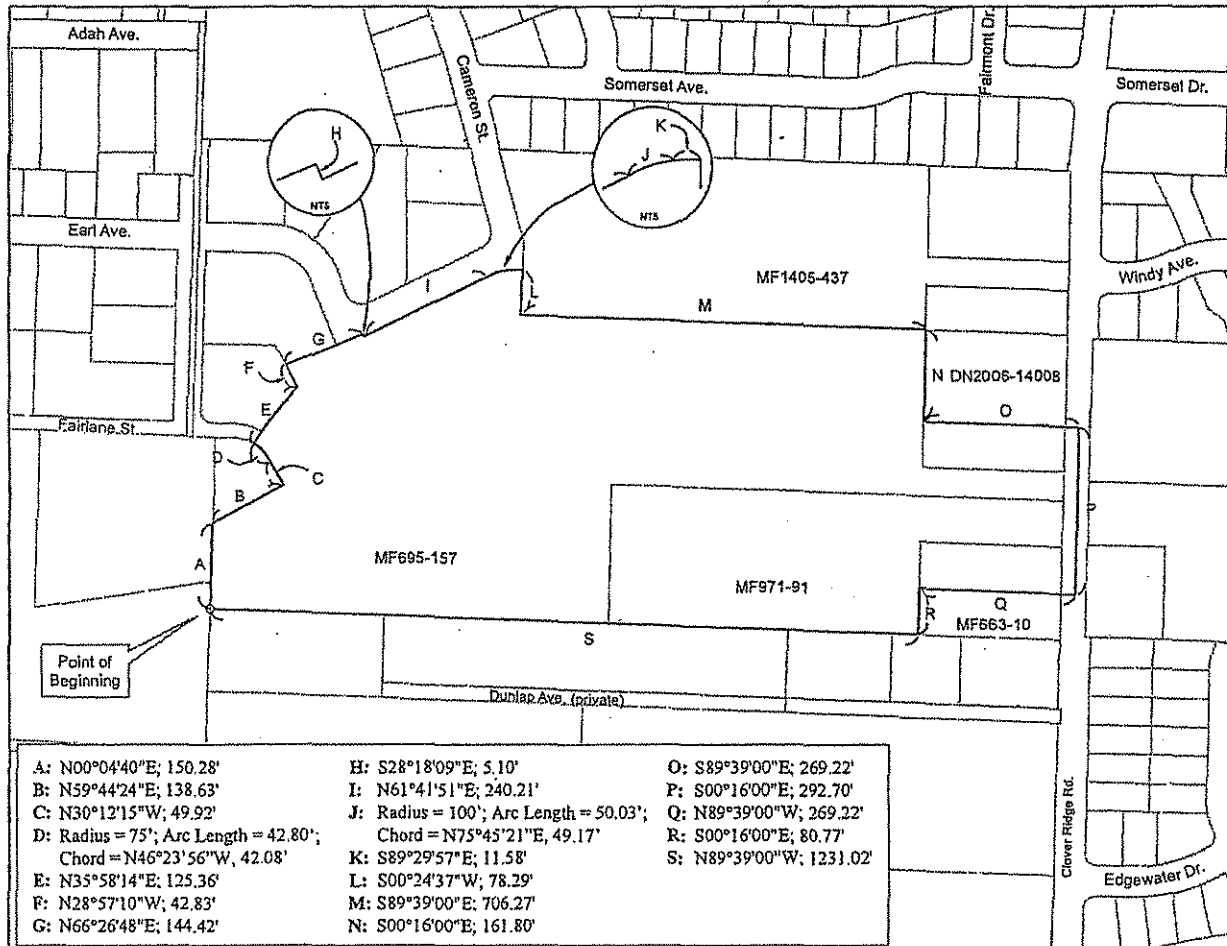 Adah Ave.
Cameron St.
Fairmont Dr.
Somerset Ave.
Somerset Dr.
H
NTS
K
J
NTS
Earl Ave.
Windy Ave.
MF1405-437
I
L
M
G
F
N DN2006-14008
E
O
Fairlane St.
D
C
B
A
MF695-157
MF971-91
Q
R
MF663-10
S
Point of
Beginning
Dunlap Ave. (private)
Clover Ridge Rd.
Edgewater Dr.
A: N00°04'40"E; 150.28'
B: N59°44'24"E; 138.63'
C: N30°12'15"W; 49.92'
D: Radius = 75'; Arc Length = 42.80';
Chord = N46°23'56"W, 42.08'
E: N35°58'14"E; 125.36'
F: N28°57'10"W; 42.83'
G: N66°26'48"E; 144.42'
H: S28°18'09"E; 5.10'
I: N61°41'51"E; 240.21'
J: Radius = 100'; Arc Length = 50.03';
Chord = N75°45'21"E, 49.17'
K: S89°29'57"E; 11.58'
L: S00°24'37"W; 78.29'
M: S89°39'00"E; 706.27'
N: S00°16'00"E; 161.80'
O: S89°39'00"E; 269.22'
P: S00°16'00"E; 292.70'
Q: N89°39'00"W; 269.22'
R: S00°16'00"E; 80.77'
S: N89°39'00"W; 1231.02'